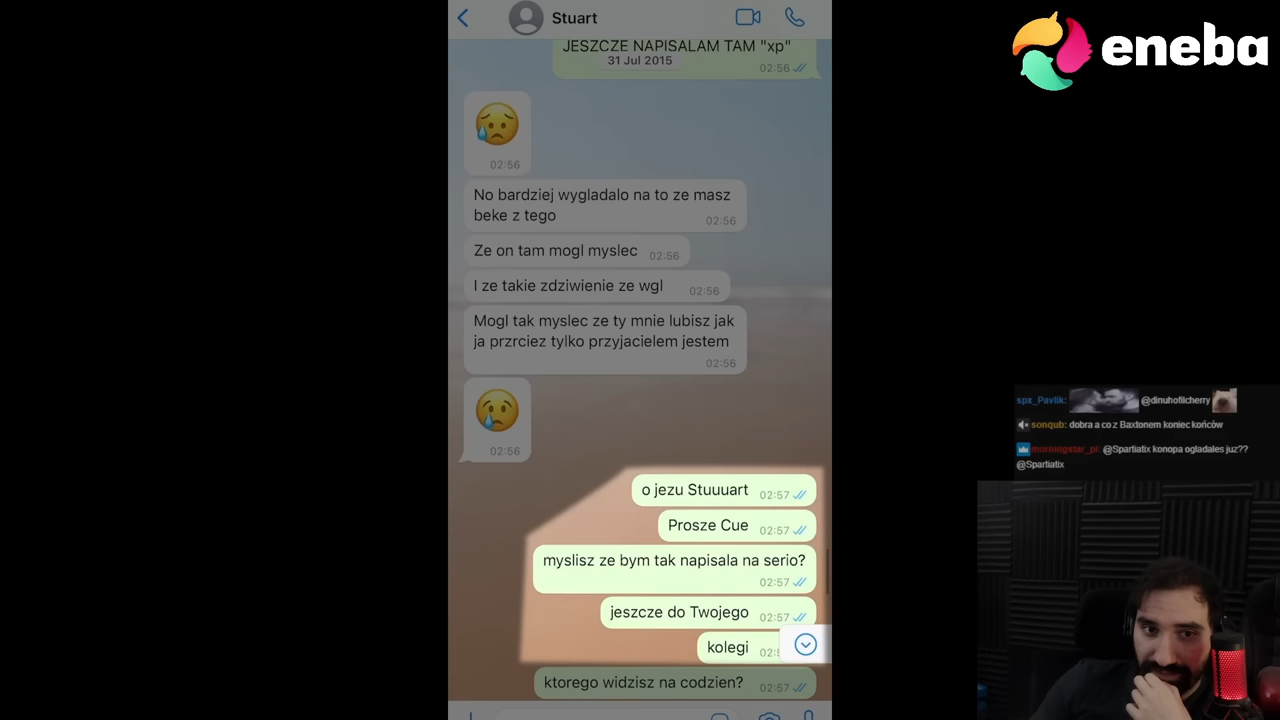 Stuart
eneba
JESZCZE NAPISALAM TAM "xp"
31 Jul 2015
02:56
02:56
No bardziej wygladalo na to ze masz
beke z tego
02:56
Ze on tam mogl myslec 02:56
I ze takie zdziwienie ze wgl 02:56
Mogl tak myslec ze ty mnie lubisz jak
ja przrciez tylko przyjacielem jestem
02:56
02:56
o jezu Stuuuart 02:57
Prosze Cue 02:57
myslisz ze bym tak napisala na serio?
02:57
jeszcze do Twojego 02:57
kolegi 02:5
ktorego widzisz na codzien? 02:57
spx_Pavlik: @dinuhofilcherry
sonqub: dobra a co z Baxtonem koniec końców
morningstar_pl: @Spartiatix konopa ogladales juz??
@Spartiatix